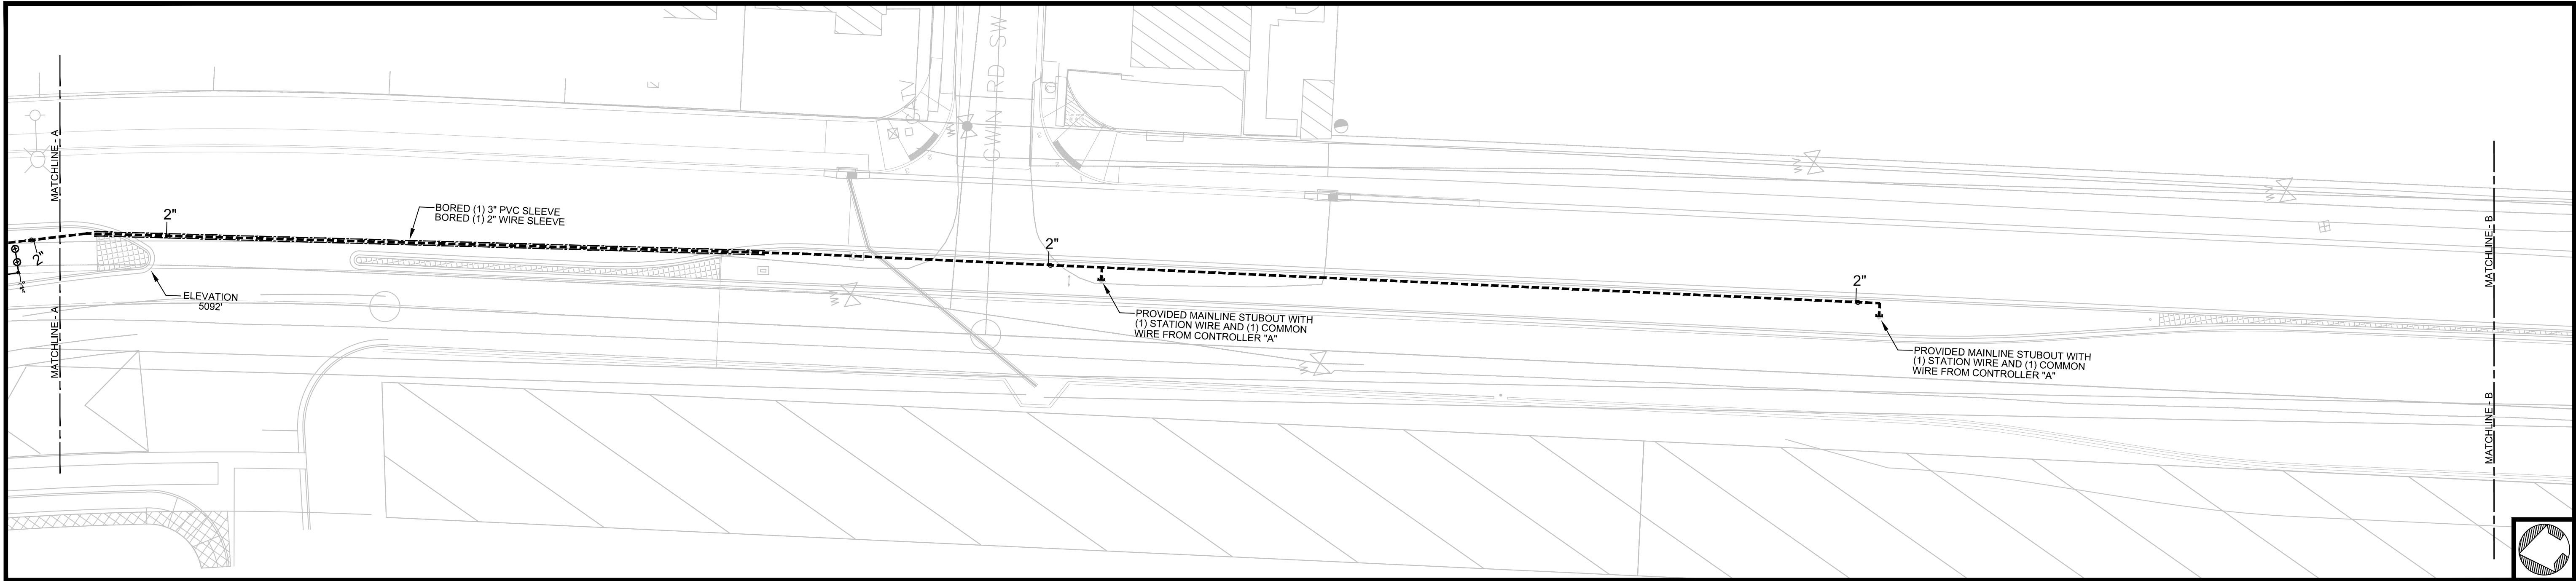 MATCHLINE - A
MATCHLINE - A
2"
2"
BORED (1) 3" PVC SLEEVE
BORED (1) 2" WIRE SLEEVE
ELEVATION
5092'
2"
PROVIDED MAINLINE STUBOUT WITH
(1) STATION WIRE AND (1) COMMON
WIRE FROM CONTROLLER "A"
2"
PROVIDED MAINLINE STUBOUT WITH
(1) STATION WIRE AND (1) COMMON
WIRE FROM CONTROLLER "A"
MATCHLINE - B
MATCHLINE - B